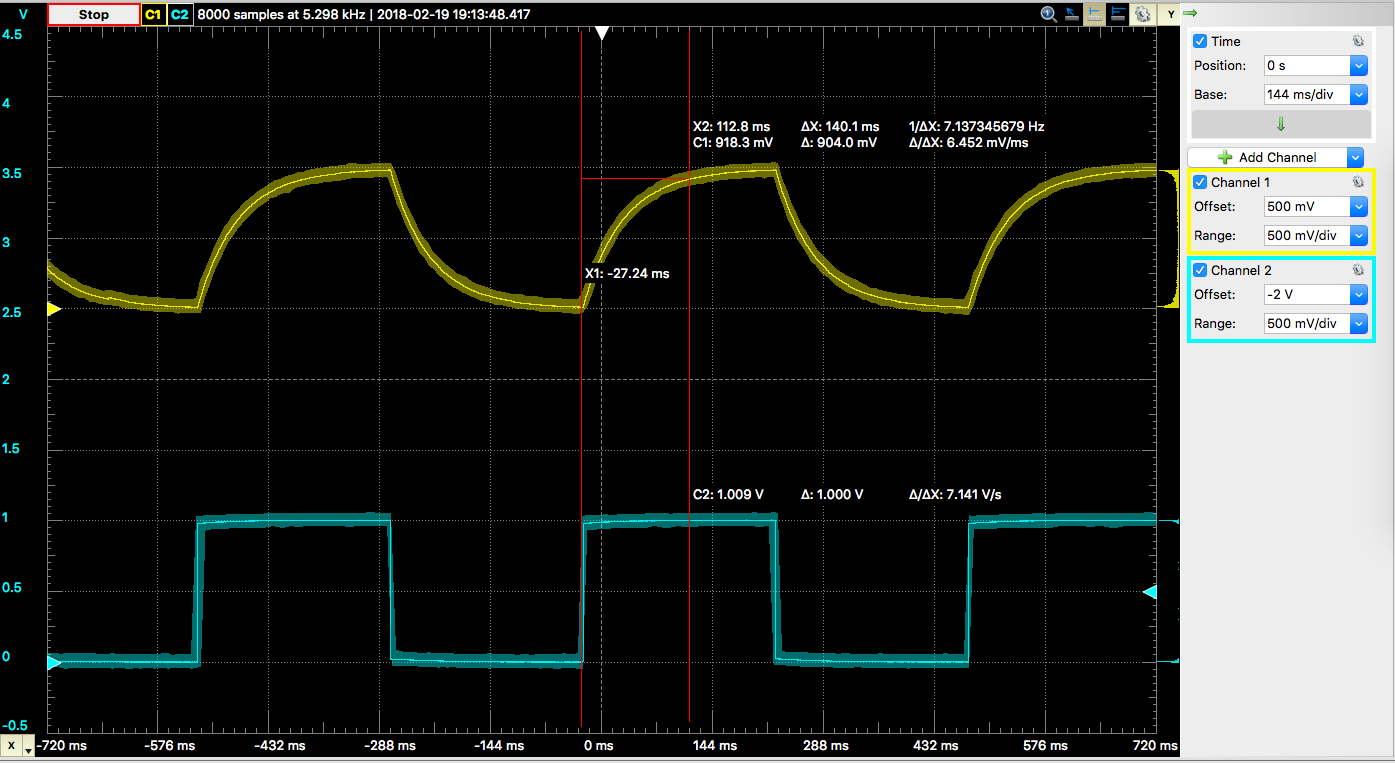 V Stop C1 C2 8000 samples at 5.298 kHz | 2018-02-19 19:13:48.417 Y
4.5
4
3.5
3
2.5
2
1.5
1
0.5
0
-0.5
X2: 112.8 ms ΔX: 140.1 ms 1/ΔX: 7.137345679 Hz
C1: 918.3 mV Δ: 904.0 mV Δ/ΔX: 6.452 mV/ms
X1: -27.24 ms
C2: 1.009 V Δ: 1.000 V Δ/ΔX: 7.141 V/s
X -720 ms -576 ms -432 ms -288 ms -144 ms 0 ms 144 ms 288 ms 432 ms 576 ms 720 ms
Time
Position: 0 s
Base: 144 ms/div
Add Channel
Channel 1
Offset: 500 mV
Range: 500 mV/div
Channel 2
Offset: -2 V
Range: 500 mV/div